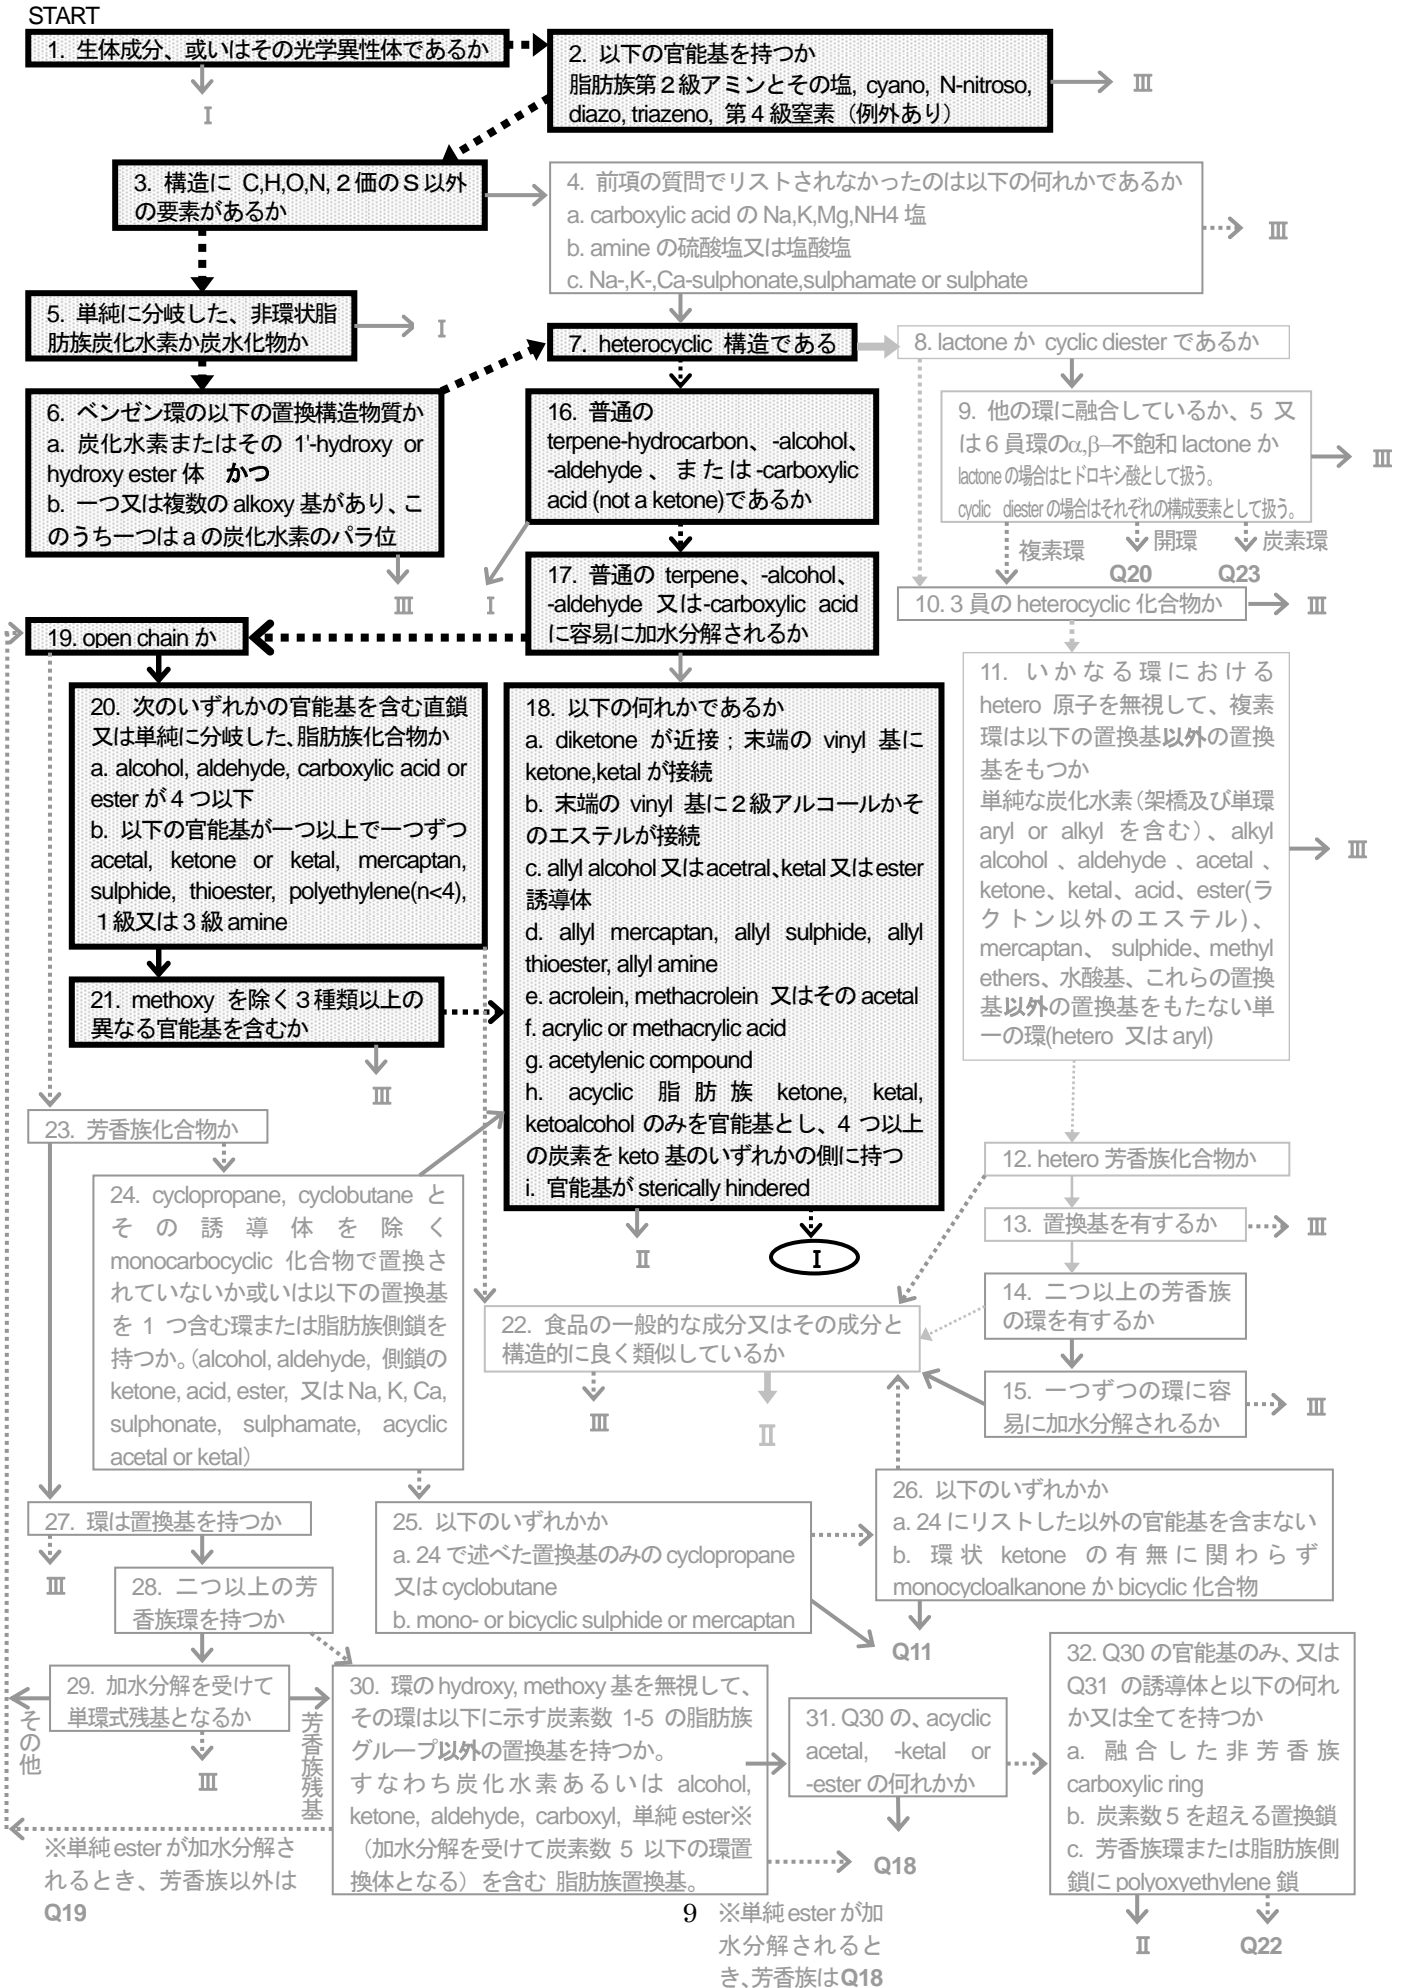 START
1. 生体成分、或いはその光学異性体であるか
I
2. 以下の官能基を持つか
脂肪族第２級アミンとその塩, cyano, N-nitroso,
diazo, triazeno, 第４級窒素（例外あり）
Ⅲ
3. 構造に C,H,O,N,２価のＳ以外
の要素があるか
4. 前項の質問でリストされなかったのは以下の何れかであるか
a. carboxylic acid の Na,K,Mg,NH4 塩
b. amine の硫酸塩又は塩酸塩
c. Na-,K-,Ca-sulphonate,sulphamate or sulphate
Ⅲ
5. 単純に分岐した、非環状脂
肪族炭化水素か炭水化物か
I
6. ベンゼン環の以下の置換構造物質か
a. 炭化水素またはその 1'-hydroxy or
hydroxy ester 体　かつ
b. 一つ又は複数の alkoxy 基があり、こ
のうち一つは a の炭化水素のパラ位
Ⅲ
7. heterocyclic 構造である
8. lactone か cyclic diester であるか
9. 他の環に融合しているか、5 又
は 6 員環のα,β−不飽和 lactone か
lactone の場合はヒドロキシ酸として扱う。
cyclic diester の場合はそれぞれの構成要素として扱う。
Ⅲ
複素環
開環
炭素環
Q20
Q23
10. 3 員の heterocyclic 化合物か
Ⅲ
16. 普通の
terpene-hydrocarbon、-alcohol、
-aldehyde 、または-carboxylic
acid (not a ketone)であるか
I
17. 普通の terpene、-alcohol、
-aldehyde 又は-carboxylic acid
に容易に加水分解されるか
19. open chain か
20. 次のいずれかの官能基を含む直鎖
又は単純に分岐した、脂肪族化合物か
a. alcohol, aldehyde, carboxylic acid or
ester が４つ以下
b. 以下の官能基が一つ以上で一つずつ
acetal, ketone or ketal, mercaptan,
sulphide, thioester, polyethylene(n<4),
１級又は３級 amine
21. methoxy を除く３種類以上の
異なる官能基を含むか
Ⅲ
18. 以下の何れかであるか
a. diketone が近接；末端の vinyl 基に
ketone,ketal が接続
b. 末端の vinyl 基に２級アルコールかそ
のエステルが接続
c. allyl alcohol 又は acetral、ketal 又は ester
誘導体
d. allyl mercaptan, allyl sulphide, allyl
thioester, allyl amine
e. acrolein, methacrolein 又はその acetal
f. acrylic or methacrylic acid
g. acetylenic compound
h. acyclic 脂肪族 ketone, ketal,
ketoalcohol のみを官能基とし、4 つ以上
の炭素を keto 基のいずれかの側に持つ
i. 官能基が sterically hindered
Ⅱ
I
11. いかなる環における
hetero 原子を無視して、複素
環は以下の置換基以外の置換
基をもつか
単純な炭化水素（架橋及び単環
aryl or alkyl を含む）、alkyl
alcohol 、aldehyde 、acetal 、
ketone、ketal、acid、ester(ラ
クトン以外のエステル)、
mercaptan、 sulphide、methyl
ethers、水酸基、これらの置換
基以外の置換基をもたない単
一の環(hetero 又は aryl)
Ⅲ
12. hetero 芳香族化合物か
13. 置換基を有するか
Ⅲ
14. 二つ以上の芳香族
の環を有するか
15. 一つずつの環に容
易に加水分解されるか
Ⅲ
22. 食品の一般的な成分又はその成分と
構造的に良く類似しているか
Ⅲ
Ⅱ
23. 芳香族化合物か
24. cyclopropane, cyclobutane と
その誘導体を除く
monocarbocyclic 化合物で置換さ
れていないか或いは以下の置換基
を 1 つ含む環または脂肪族側鎖を
持つか。（alcohol, aldehyde, 側鎖の
ketone, acid, ester, 又は Na, K, Ca,
sulphonate, sulphamate, acyclic
acetal or ketal）
25. 以下のいずれかか
a. 24 で述べた置換基のみの cyclopropane
又は cyclobutane
b. mono- or bicyclic sulphide or mercaptan
26. 以下のいずれかか
a. 24 にリストした以外の官能基を含まない
b. 環状 ketone の有無に関わらず
monocycloalkanone か bicyclic 化合物
Q11
27. 環は置換基を持つか
Ⅲ
28. 二つ以上の芳
香族環を持つか
29. 加水分解を受けて
単環式残基となるか
その他
芳香族残基
Ⅲ
30. 環の hydroxy, methoxy 基を無視して、
その環は以下に示す炭素数 1-5 の脂肪族
グループ以外の置換基を持つか。
すなわち炭化水素あるいは alcohol,
ketone, aldehyde, carboxyl, 単純 ester※
（加水分解を受けて炭素数 5 以下の環置
換体となる）を含む 脂肪族置換基。
31. Q30 の、acyclic
acetal, -ketal or
-ester の何れかか
Q18
32. Q30 の官能基のみ、又は
Q31 の誘導体と以下の何れ
か又は全てを持つか
a. 融合した非芳香族
carboxylic ring
b. 炭素数 5 を超える置換鎖
c. 芳香族環または脂肪族側
鎖に polyoxyethylene 鎖
Ⅱ
Q22
※単純 ester が加水分解さ
れるとき、芳香族以外は
Q19
9
※単純 ester が加
水分解されると
き、芳香族は Q18